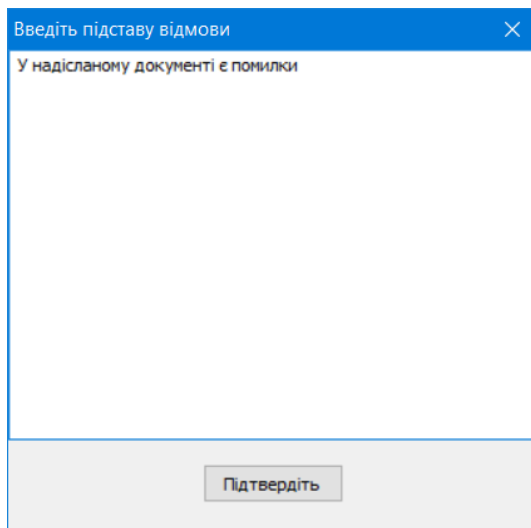 Введіть підставу відмови
У надісланому документі є помилки
Підтвердіть